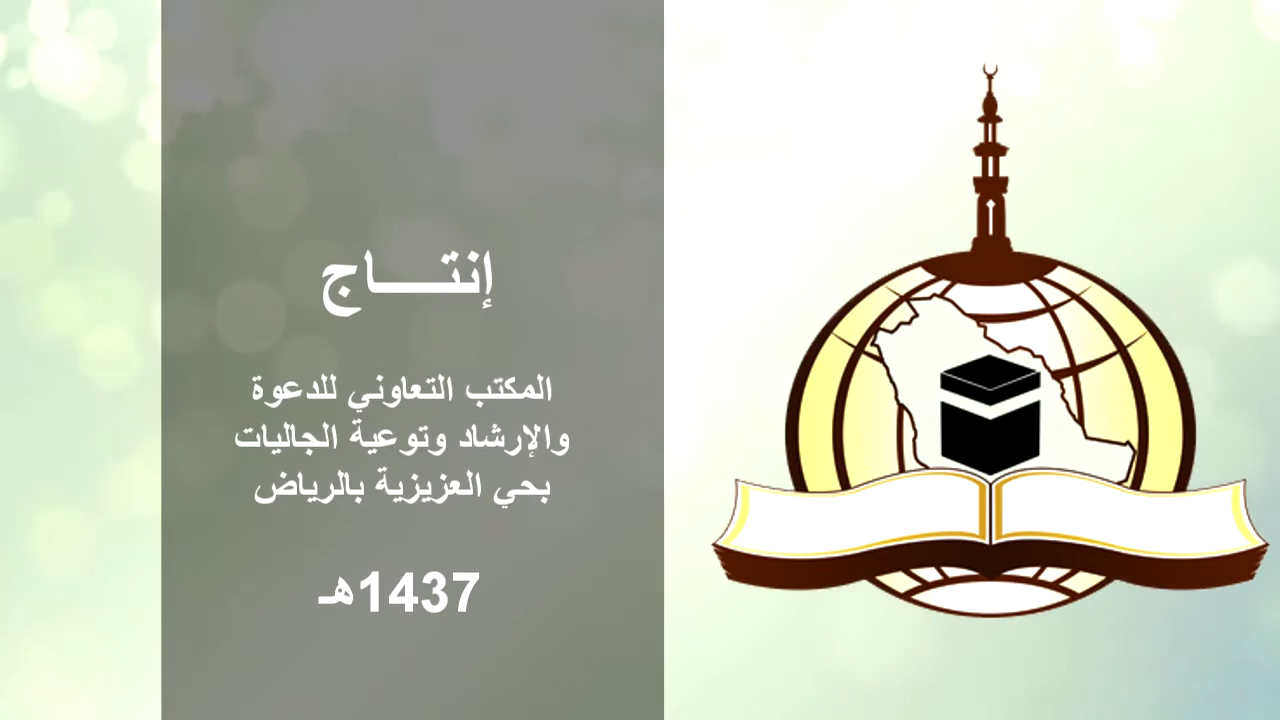 إنتـــــاج
المكتب التعاوني للدعوة
والإرشاد وتوعية الجاليات
بحي العزيزية بالرياض
1437هـ